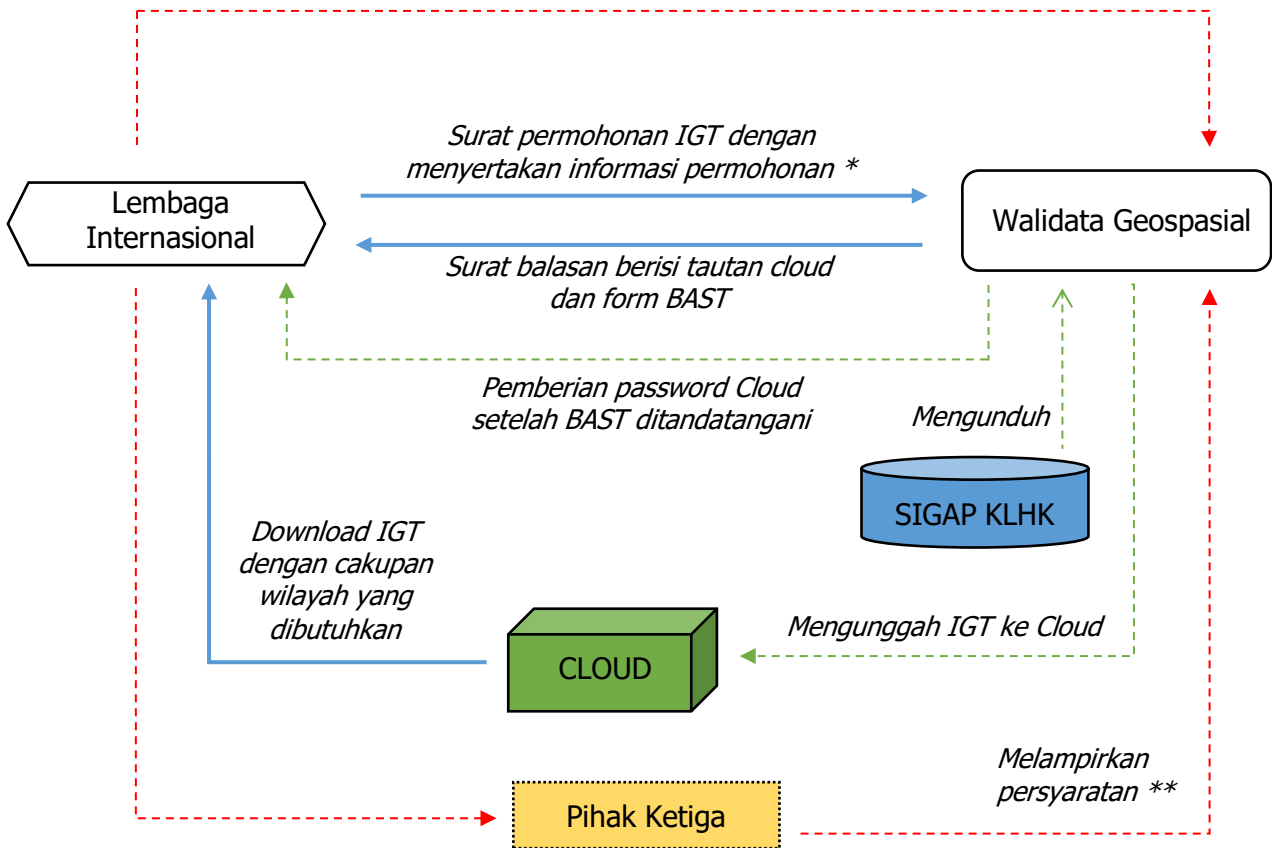 Surat permohonan IGT dengan
menyertakan informasi permohonan *
Lembaga
Internasional
Walidata Geospasial
Surat balasan berisi tautan cloud
dan form BAST
Pemberian password Cloud
setelah BAST ditandatangani
Mengunduh
SIGAP KLHK
Download IGT
dengan cakupan
wilayah yang
dibutuhkan
Mengunggah IGT ke Cloud
CLOUD
Melampirkan
persyaratan **
Pihak Ketiga